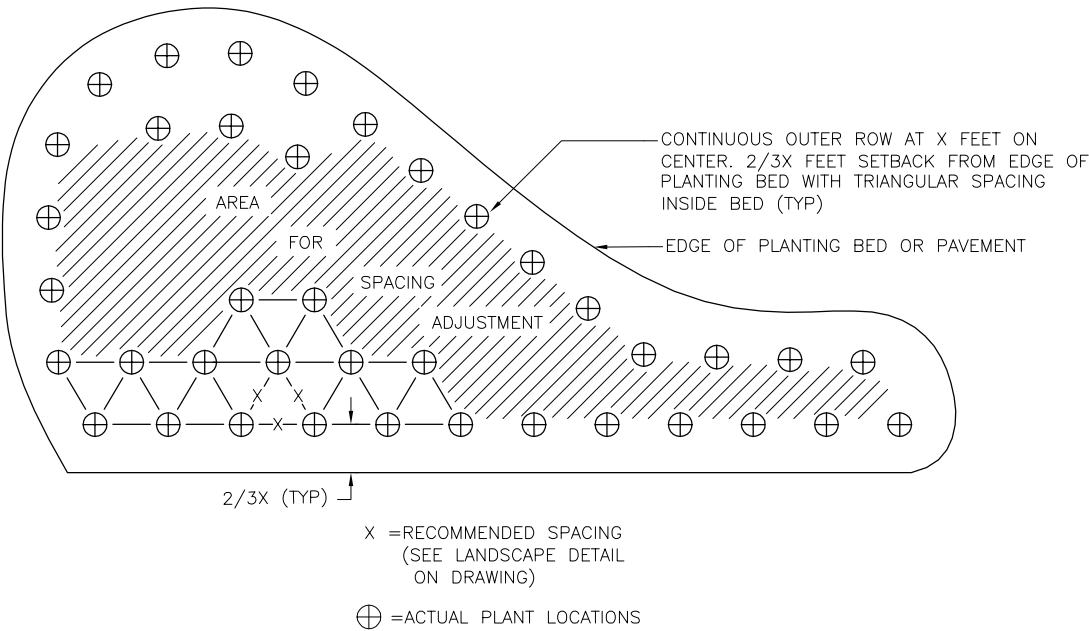 CONTINUOUS OUTER ROW AT X FEET ON
CENTER. 2/3X FEET SETBACK FROM EDGE OF
PLANTING BED WITH TRIANGULAR SPACING
INSIDE BED (TYP)
AREA
FOR
EDGE OF PLANTING BED OR PAVEMENT
SPACING
ADJUSTMENT
X X
X
2/3X (TYP)
X =RECOMMENDED SPACING
(SEE LANDSCAPE DETAIL
ON DRAWING)
=ACTUAL PLANT LOCATIONS